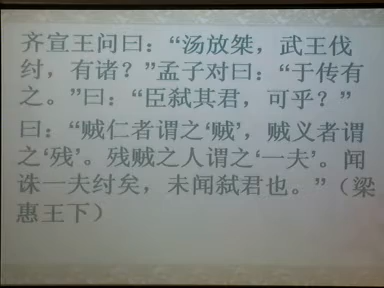 齐宣王问曰：“汤放桀，武王伐
纣，有诸？”孟子对曰：“于传有
之。”曰：“臣弑其君，可乎？”
曰：“贼仁者谓之‘贼’，贼义者谓
之‘残’。残贼之人谓之‘一夫’。闻
诛一夫纣矣，未闻弑君也。”（梁
惠王下）